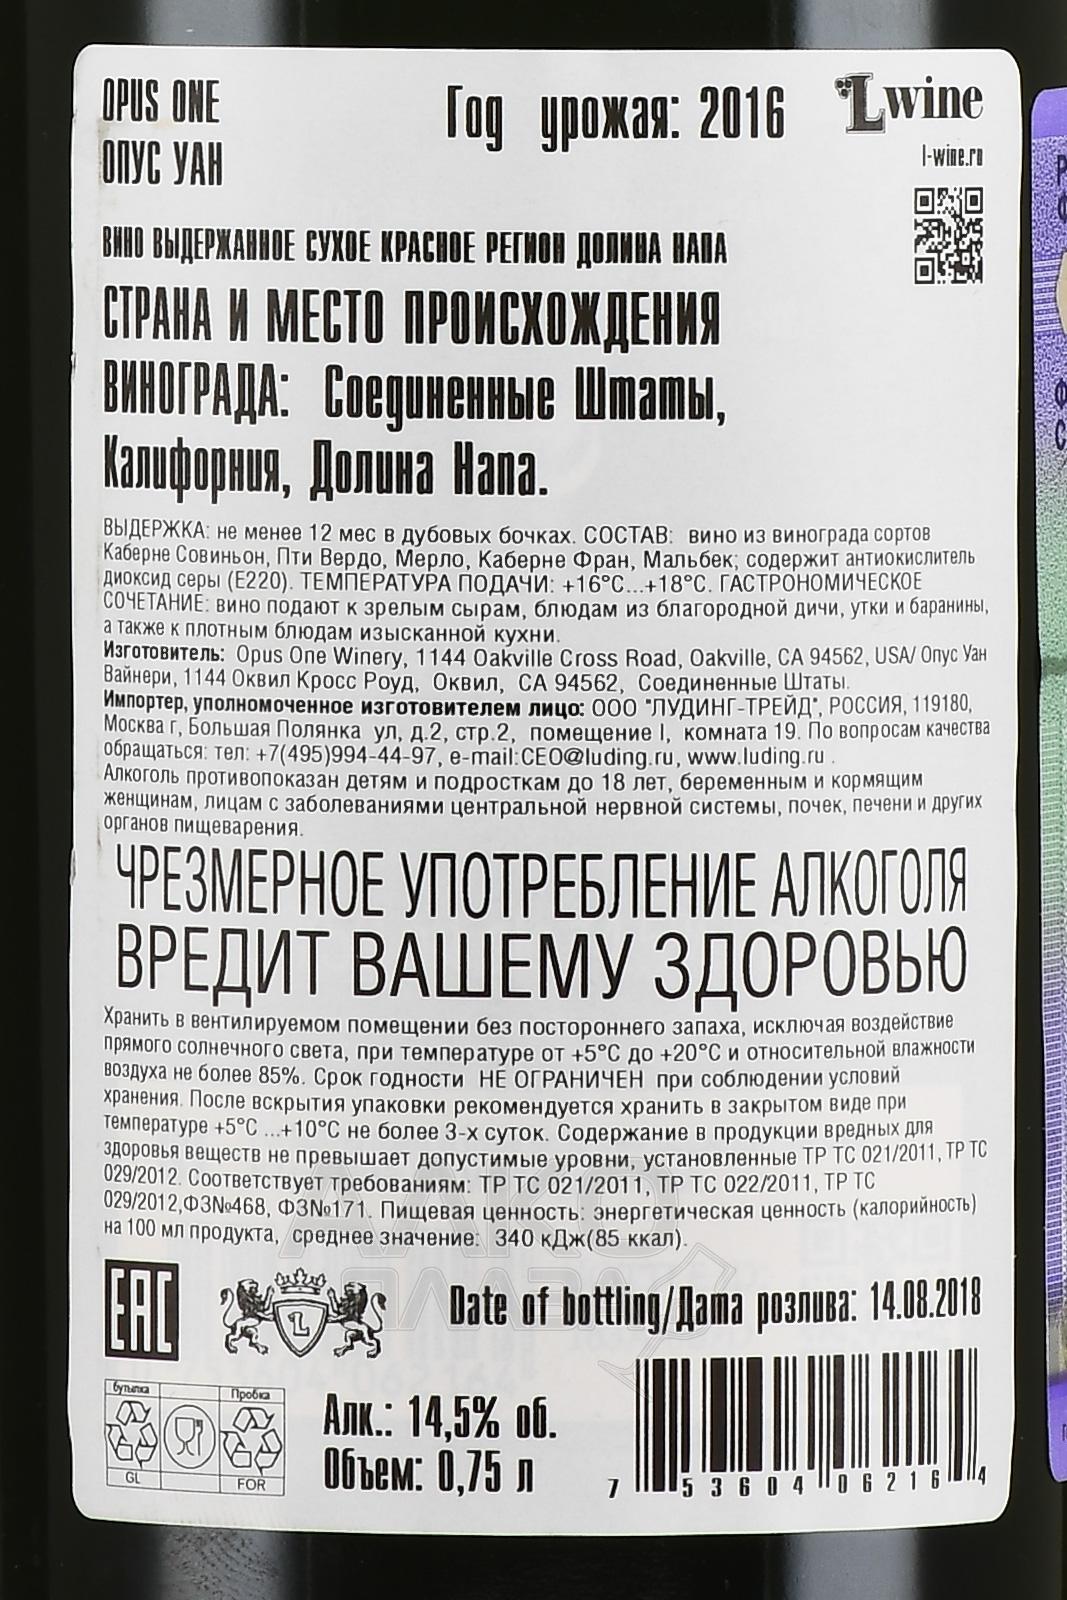 OPUS ONE
ОПУС УАН
Год урожая: 2016
Lwine
l-wine.ru
ВИНО ВЫДЕРЖАННОЕ СУХОЕ КРАСНОЕ РЕГИОН ДОЛИНА НАПА
СТРАНА И МЕСТО ПРОИСХОЖДЕНИЯ
ВИНОГРАДА: Соединенные Штаты,
Калифорния, Долина Напа.
ВЫДЕРЖКА: не менее 12 мес в дубовых бочках. СОСТАВ: вино из винограда сортов
Каберне Совиньон, Пти Вердо, Мерло, Каберне Фран, Мальбек; содержит антиокислитель
диоксид серы (Е220). ТЕМПЕРАТУРА ПОДАЧИ: +16°С...+18°С. ГАСТРОНОМИЧЕСКОЕ
СОЧЕТАНИЕ: вино подают к зрелым сырам, блюдам из благородной дичи, утки и баранины,
а также к плотным блюдам изысканной кухни.
Изготовитель: Opus One Winery, 1144 Oakville Cross Road, Oakville, CA 94562, USA/ Опус Уан
Вайнери, 1144 Оквил Кросс Роуд, Оквил, СА 94562, Соединенные Штаты.
Импортер, уполномоченное изготовителем лицо: ООО "ЛУДИНГ-ТРЕЙД", РОССИЯ, 119180,
Москва г, Большая Полянка ул, д.2, стр.2, помещение I, комната 19. По вопросам качества
обращаться: тел: +7(495)994-44-97, e-mail:CEO@luding.ru, www.luding.ru .
Алкоголь противопоказан детям и подросткам до 18 лет, беременным и кормящим
женщинам, лицам с заболеваниями центральной нервной системы, почек, печени и других
органов пищеварения.
ЧРЕЗМЕРНОЕ УПОТРЕБЛЕНИЕ АЛКОГОЛЯ
ВРЕДИТ ВАШЕМУ ЗДОРОВЬЮ
Хранить в вентилируемом помещении без постороннего запаха, исключая воздействие
прямого солнечного света, при температуре от +5°С до +20°С и относительной влажности
воздуха не более 85%. Срок годности НЕ ОГРАНИЧЕН при соблюдении условий
хранения. После вскрытия упаковки рекомендуется хранить в закрытом виде при
температуре +5°С ...+10°С не более 3-х суток. Содержание в продукции вредных для
здоровья веществ не превышает допустимые уровни, установленные ТР ТС 021/2011, ТР ТС
029/2012. Соответствует требованиям: ТР ТС 021/2011, ТР ТС 022/2011, ТР ТС
029/2012,ФЗ№468, ФЗ№171. Пищевая ценность: энергетическая ценность (калорийность)
на 100 мл продукта, среднее значение: 340 кДж(85 ккал).
EAC
L
Date of bottling/Дата розлива: 14.08.2018
бутылка
Пробка
GL
FOR
Алк.: 14,5% об.
Объем: 0,75 л
7 53604 06216 4